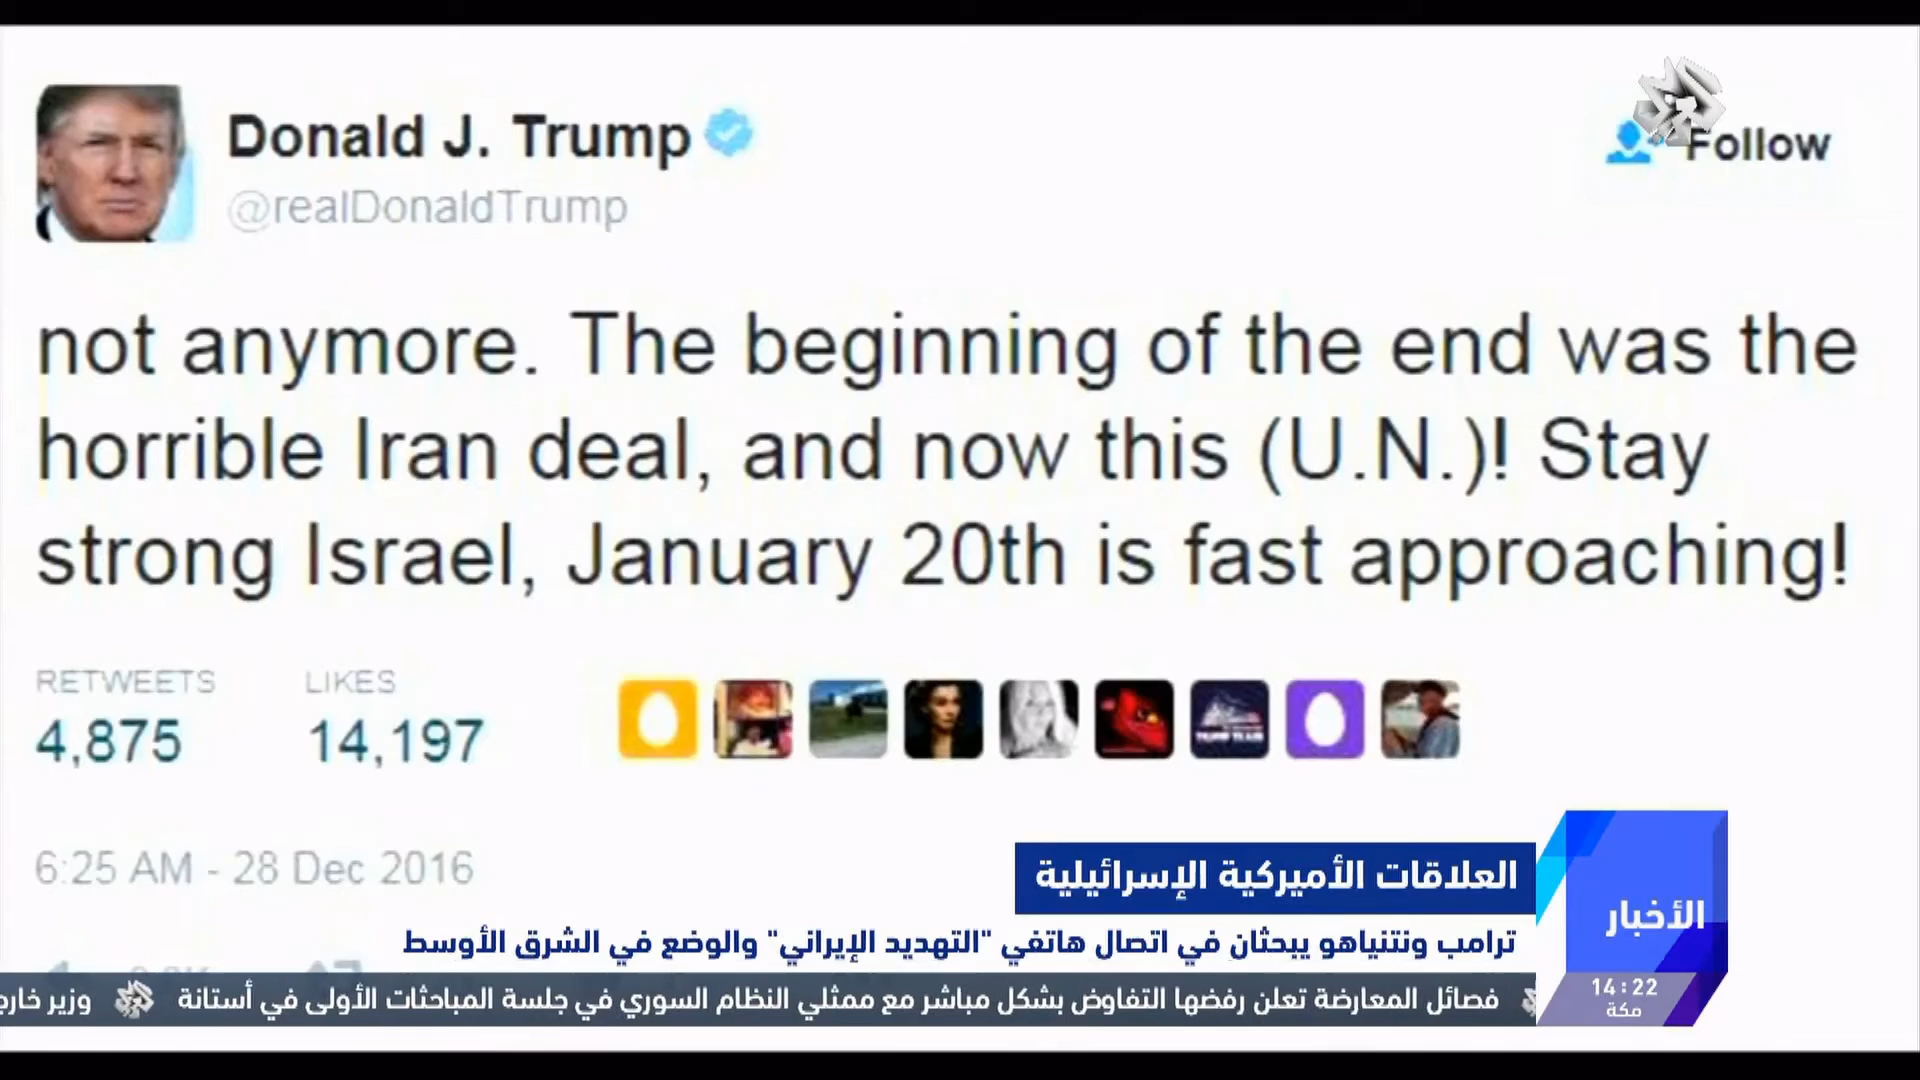 Donald J. Trump
@realDonaldTrump
Follow
not anymore. The beginning of the end was the
horrible Iran deal, and now this (U.N.)! Stay
strong Israel, January 20th is fast approaching!
RETWEETS LIKES
4,875 14,197
6:25 AM - 28 Dec 2016
العلاقات الأميركية الإسرائيلية
الأخبار
ترامب ونتنياهو يبحثان في اتصال هاتفي "التهديد الإيراني" والوضع في الشرق الأوسط
فصائل المعارضة تعلن رفضها التفاوض بشكل مباشر مع ممثلي النظام السوري في جلسة المباحثات الأولى في أستانة وزير خارج
14:22
مكة